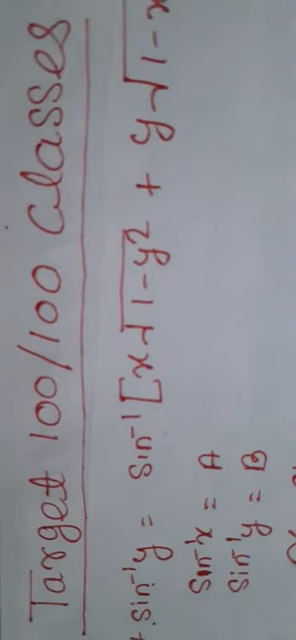 Target 100/100 Classes
. sin⁻¹y = sin⁻¹[x√1-y² + y√1-x
sin⁻¹x = A
sin⁻¹y = B